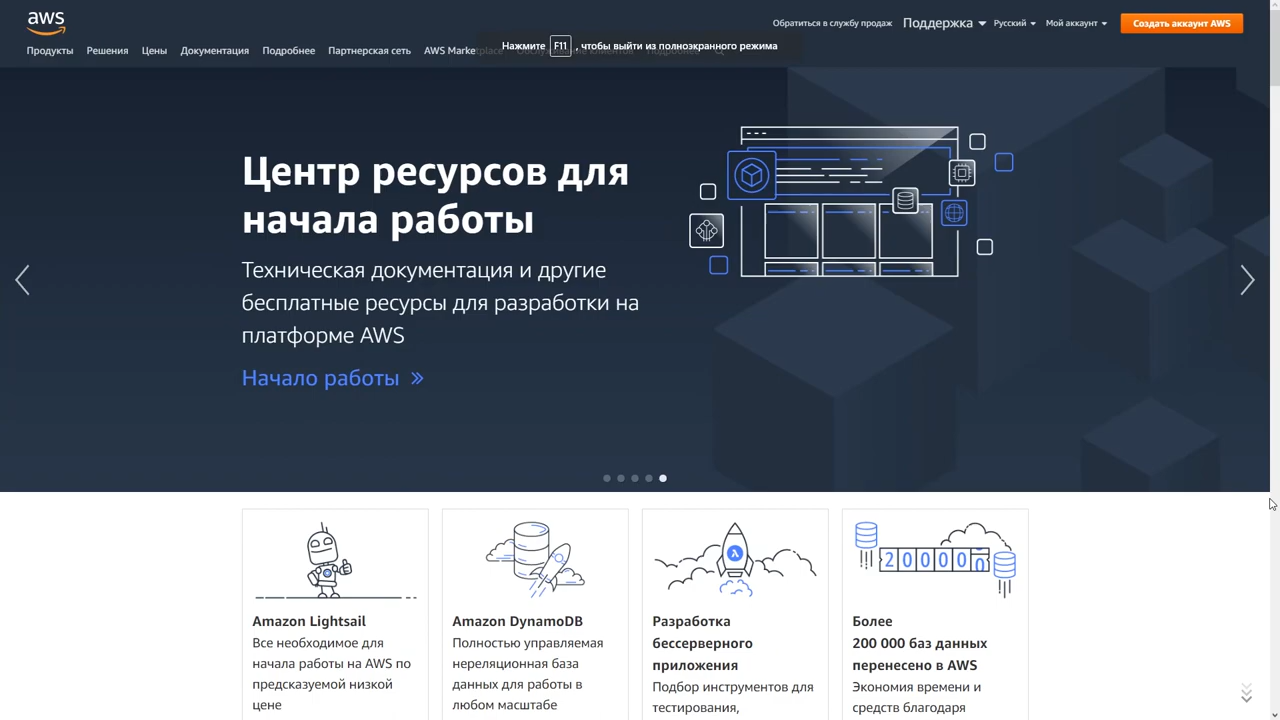 aws
Обратиться в службу продаж Поддержка Русский Мой аккаунт Создать аккаунт AWS
Продукты Решения Цены Документация Подробнее Партнерская сеть AWS Marke
Нажмите F11 , чтобы выйти из полноэкранного режима
Центр ресурсов для
начала работы
Техническая документация и другие
бесплатные ресурсы для разработки на
платформе AWS
Начало работы »
200000
Amazon Lightsail
Все необходимое для
начала работы на AWS по
предсказуемой низкой
цене
Amazon DynamoDB
Полностью управляемая
нереляционная база
данных для работы в
любом масштабе
Разработка
бессерверного
приложения
Подбор инструментов для
тестирования,
Более
200 000 баз данных
перенесено в AWS
Экономия времени и
средств благодаря